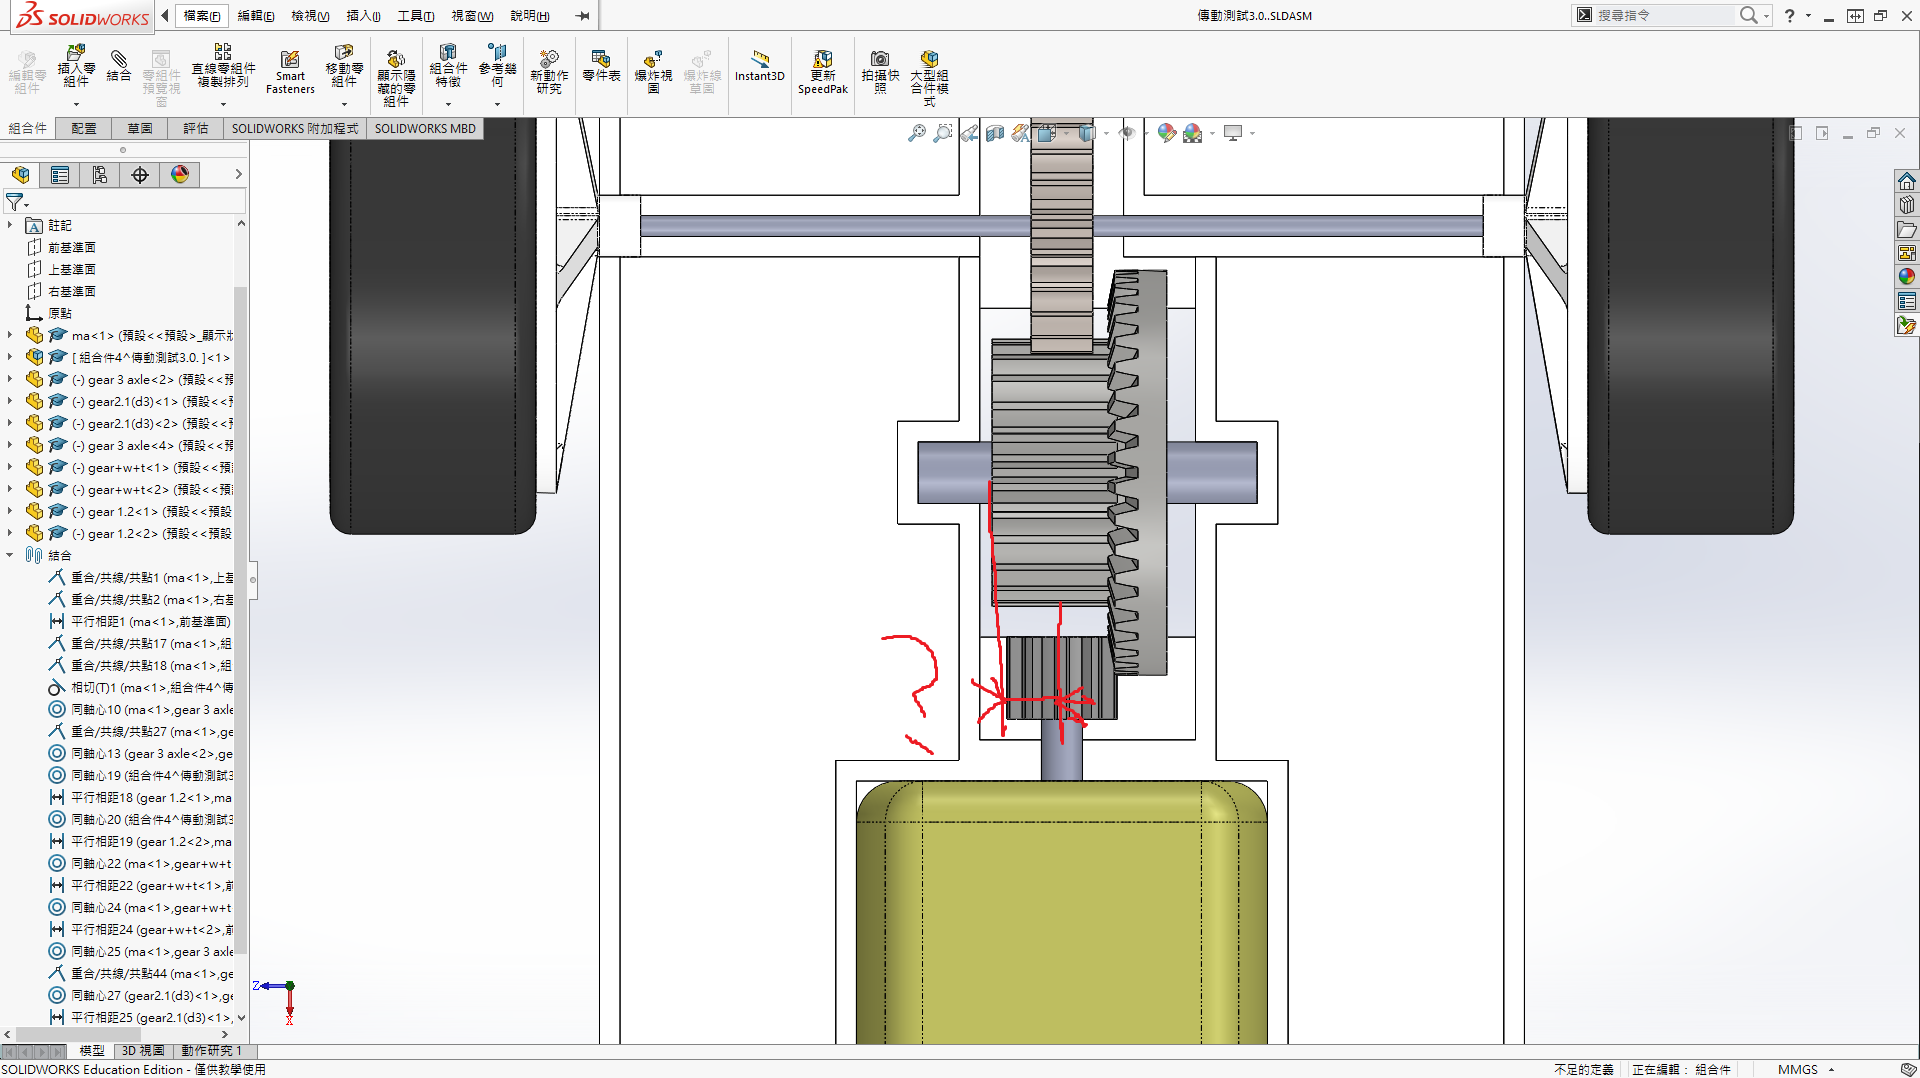 SOLIDWORKS
檔案(F) 編輯(E) 檢視(V) 插入(I) 工具(T) 視窗(W) 說明(H)
傳動測試3.0..SLDASM
搜尋指令
?
編輯零組件
插入零組件
結合
零組件預覽視窗
直線零組件複製排列
Smart Fasteners
移動零組件
顯示隱藏的零組件
組合件特徵
參考幾何
新動作研究
零件表
爆炸視圖
爆炸線草圖
Instant3D
更新 SpeedPak
拍攝快照
大型組合件模式
組合件 配置 草圖 評估 SOLIDWORKS 附加程式 SOLIDWORKS MBD
註記
前基準面
上基準面
右基準面
原點
ma<1> (預設<<預設>_顯示狀
[ 組合件4^傳動測試3.0. ]<1>
(-) gear 3 axle<2> (預設<<預
(-) gear2.1(d3)<1> (預設<<預
(-) gear2.1(d3)<2> (預設<<預
(-) gear 3 axle<4> (預設<<預
(-) gear+w+t<1> (預設<<預
(-) gear+w+t<2> (預設<<預
(-) gear 1.2<1> (預設<<預設
(-) gear 1.2<2> (預設<<預設
結合
重合/共線/共點1 (ma<1>,上基
重合/共線/共點2 (ma<1>,右基
平行相距1 (ma<1>,前基準面)
重合/共線/共點17 (ma<1>,組
重合/共線/共點18 (ma<1>,組
相切(T)1 (ma<1>,組合件4^傳
同軸心10 (ma<1>,gear 3 axle
重合/共線/共點27 (ma<1>,ge
同軸心13 (gear 3 axle<2>,ge
同軸心19 (組合件4^傳動測試3
平行相距18 (gear 1.2<1>,ma
同軸心20 (組合件4^傳動測試3
平行相距19 (gear 1.2<2>,ma
同軸心22 (ma<1>,gear+w+t
平行相距22 (gear+w+t<1>,前
同軸心24 (ma<1>,gear+w+t
平行相距24 (gear+w+t<2>,前
同軸心25 (ma<1>,gear 3 axle
重合/共線/共點44 (ma<1>,ge
同軸心27 (gear2.1(d3)<1>,ge
平行相距25 (gear2.1(d3)<1>,
?
Z
X
模型 3D 視圖 動作研究 1
SOLIDWORKS Education Edition - 僅供教學使用
不足的定義 正在編輯： 組合件 MMGS